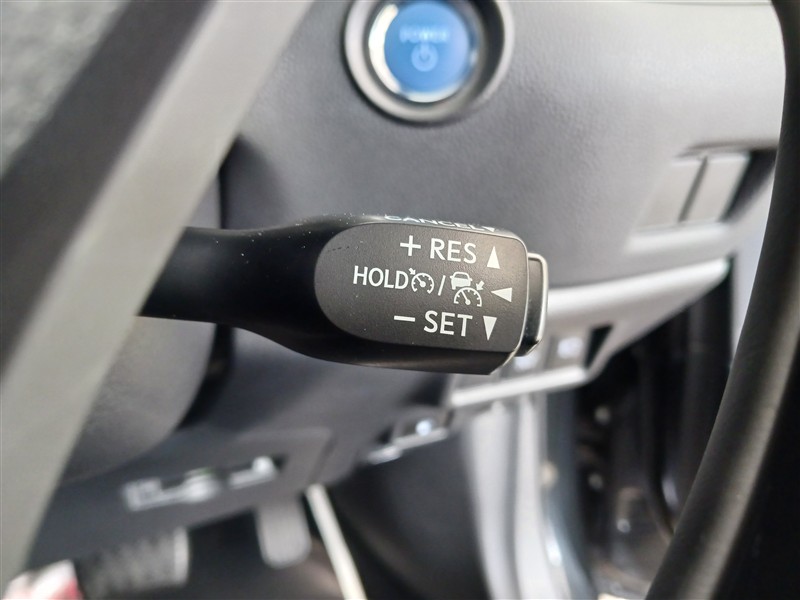 POWER
CANCEL
+ RES ▲
HOLD / ◀
− SET ▼